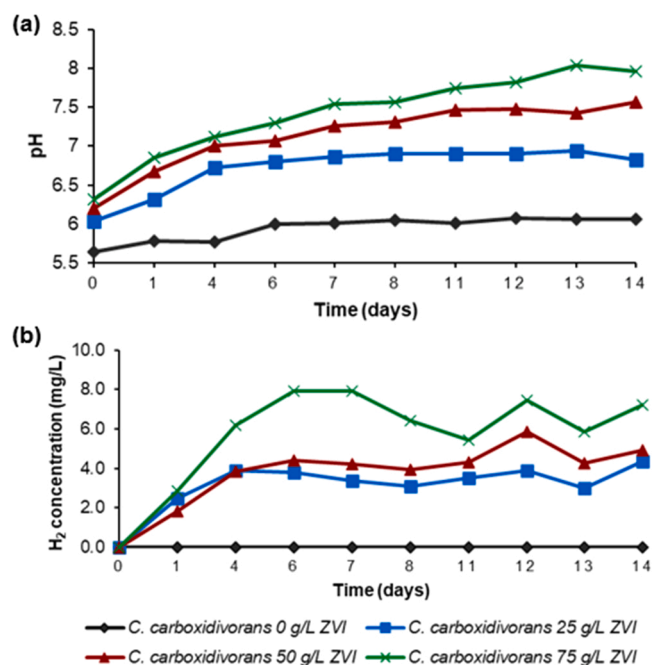 (a)
8.5
8
7.5
7
6.5
6
5.5
pH
0 1 4 6 7 8 11 12 13 14
Time (days)
(b)
10.0
8.0
6.0
4.0
2.0
0.0
H₂ concentration (mg/L)
0 1 4 6 7 8 11 12 13 14
Time (days)
C. carboxidivorans 0 g/L ZVI
C. carboxidivorans 25 g/L ZVI
C. carboxidivorans 50 g/L ZVI
C. carboxidivorans 75 g/L ZVI